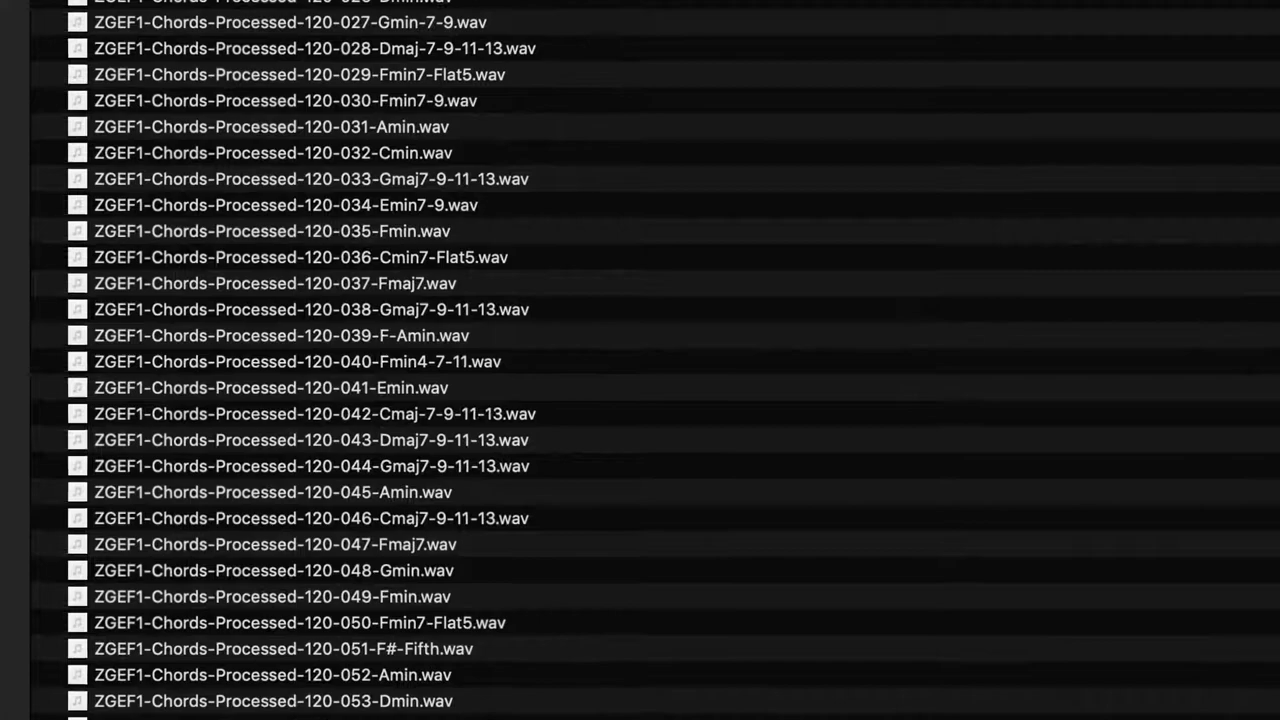 ZGEF1-Chords-Processed-120-027-Gmin-7-9.wav
ZGEF1-Chords-Processed-120-028-Dmaj-7-9-11-13.wav
ZGEF1-Chords-Processed-120-029-Fmin7-Flat5.wav
ZGEF1-Chords-Processed-120-030-Fmin7-9.wav
ZGEF1-Chords-Processed-120-031-Amin.wav
ZGEF1-Chords-Processed-120-032-Cmin.wav
ZGEF1-Chords-Processed-120-033-Gmaj7-9-11-13.wav
ZGEF1-Chords-Processed-120-034-Emin7-9.wav
ZGEF1-Chords-Processed-120-035-Fmin.wav
ZGEF1-Chords-Processed-120-036-Cmin7-Flat5.wav
ZGEF1-Chords-Processed-120-037-Fmaj7.wav
ZGEF1-Chords-Processed-120-038-Gmaj7-9-11-13.wav
ZGEF1-Chords-Processed-120-039-F-Amin.wav
ZGEF1-Chords-Processed-120-040-Fmin4-7-11.wav
ZGEF1-Chords-Processed-120-041-Emin.wav
ZGEF1-Chords-Processed-120-042-Cmaj-7-9-11-13.wav
ZGEF1-Chords-Processed-120-043-Dmaj7-9-11-13.wav
ZGEF1-Chords-Processed-120-044-Gmaj7-9-11-13.wav
ZGEF1-Chords-Processed-120-045-Amin.wav
ZGEF1-Chords-Processed-120-046-Cmaj7-9-11-13.wav
ZGEF1-Chords-Processed-120-047-Fmaj7.wav
ZGEF1-Chords-Processed-120-048-Gmin.wav
ZGEF1-Chords-Processed-120-049-Fmin.wav
ZGEF1-Chords-Processed-120-050-Fmin7-Flat5.wav
ZGEF1-Chords-Processed-120-051-F#-Fifth.wav
ZGEF1-Chords-Processed-120-052-Amin.wav
ZGEF1-Chords-Processed-120-053-Dmin.wav